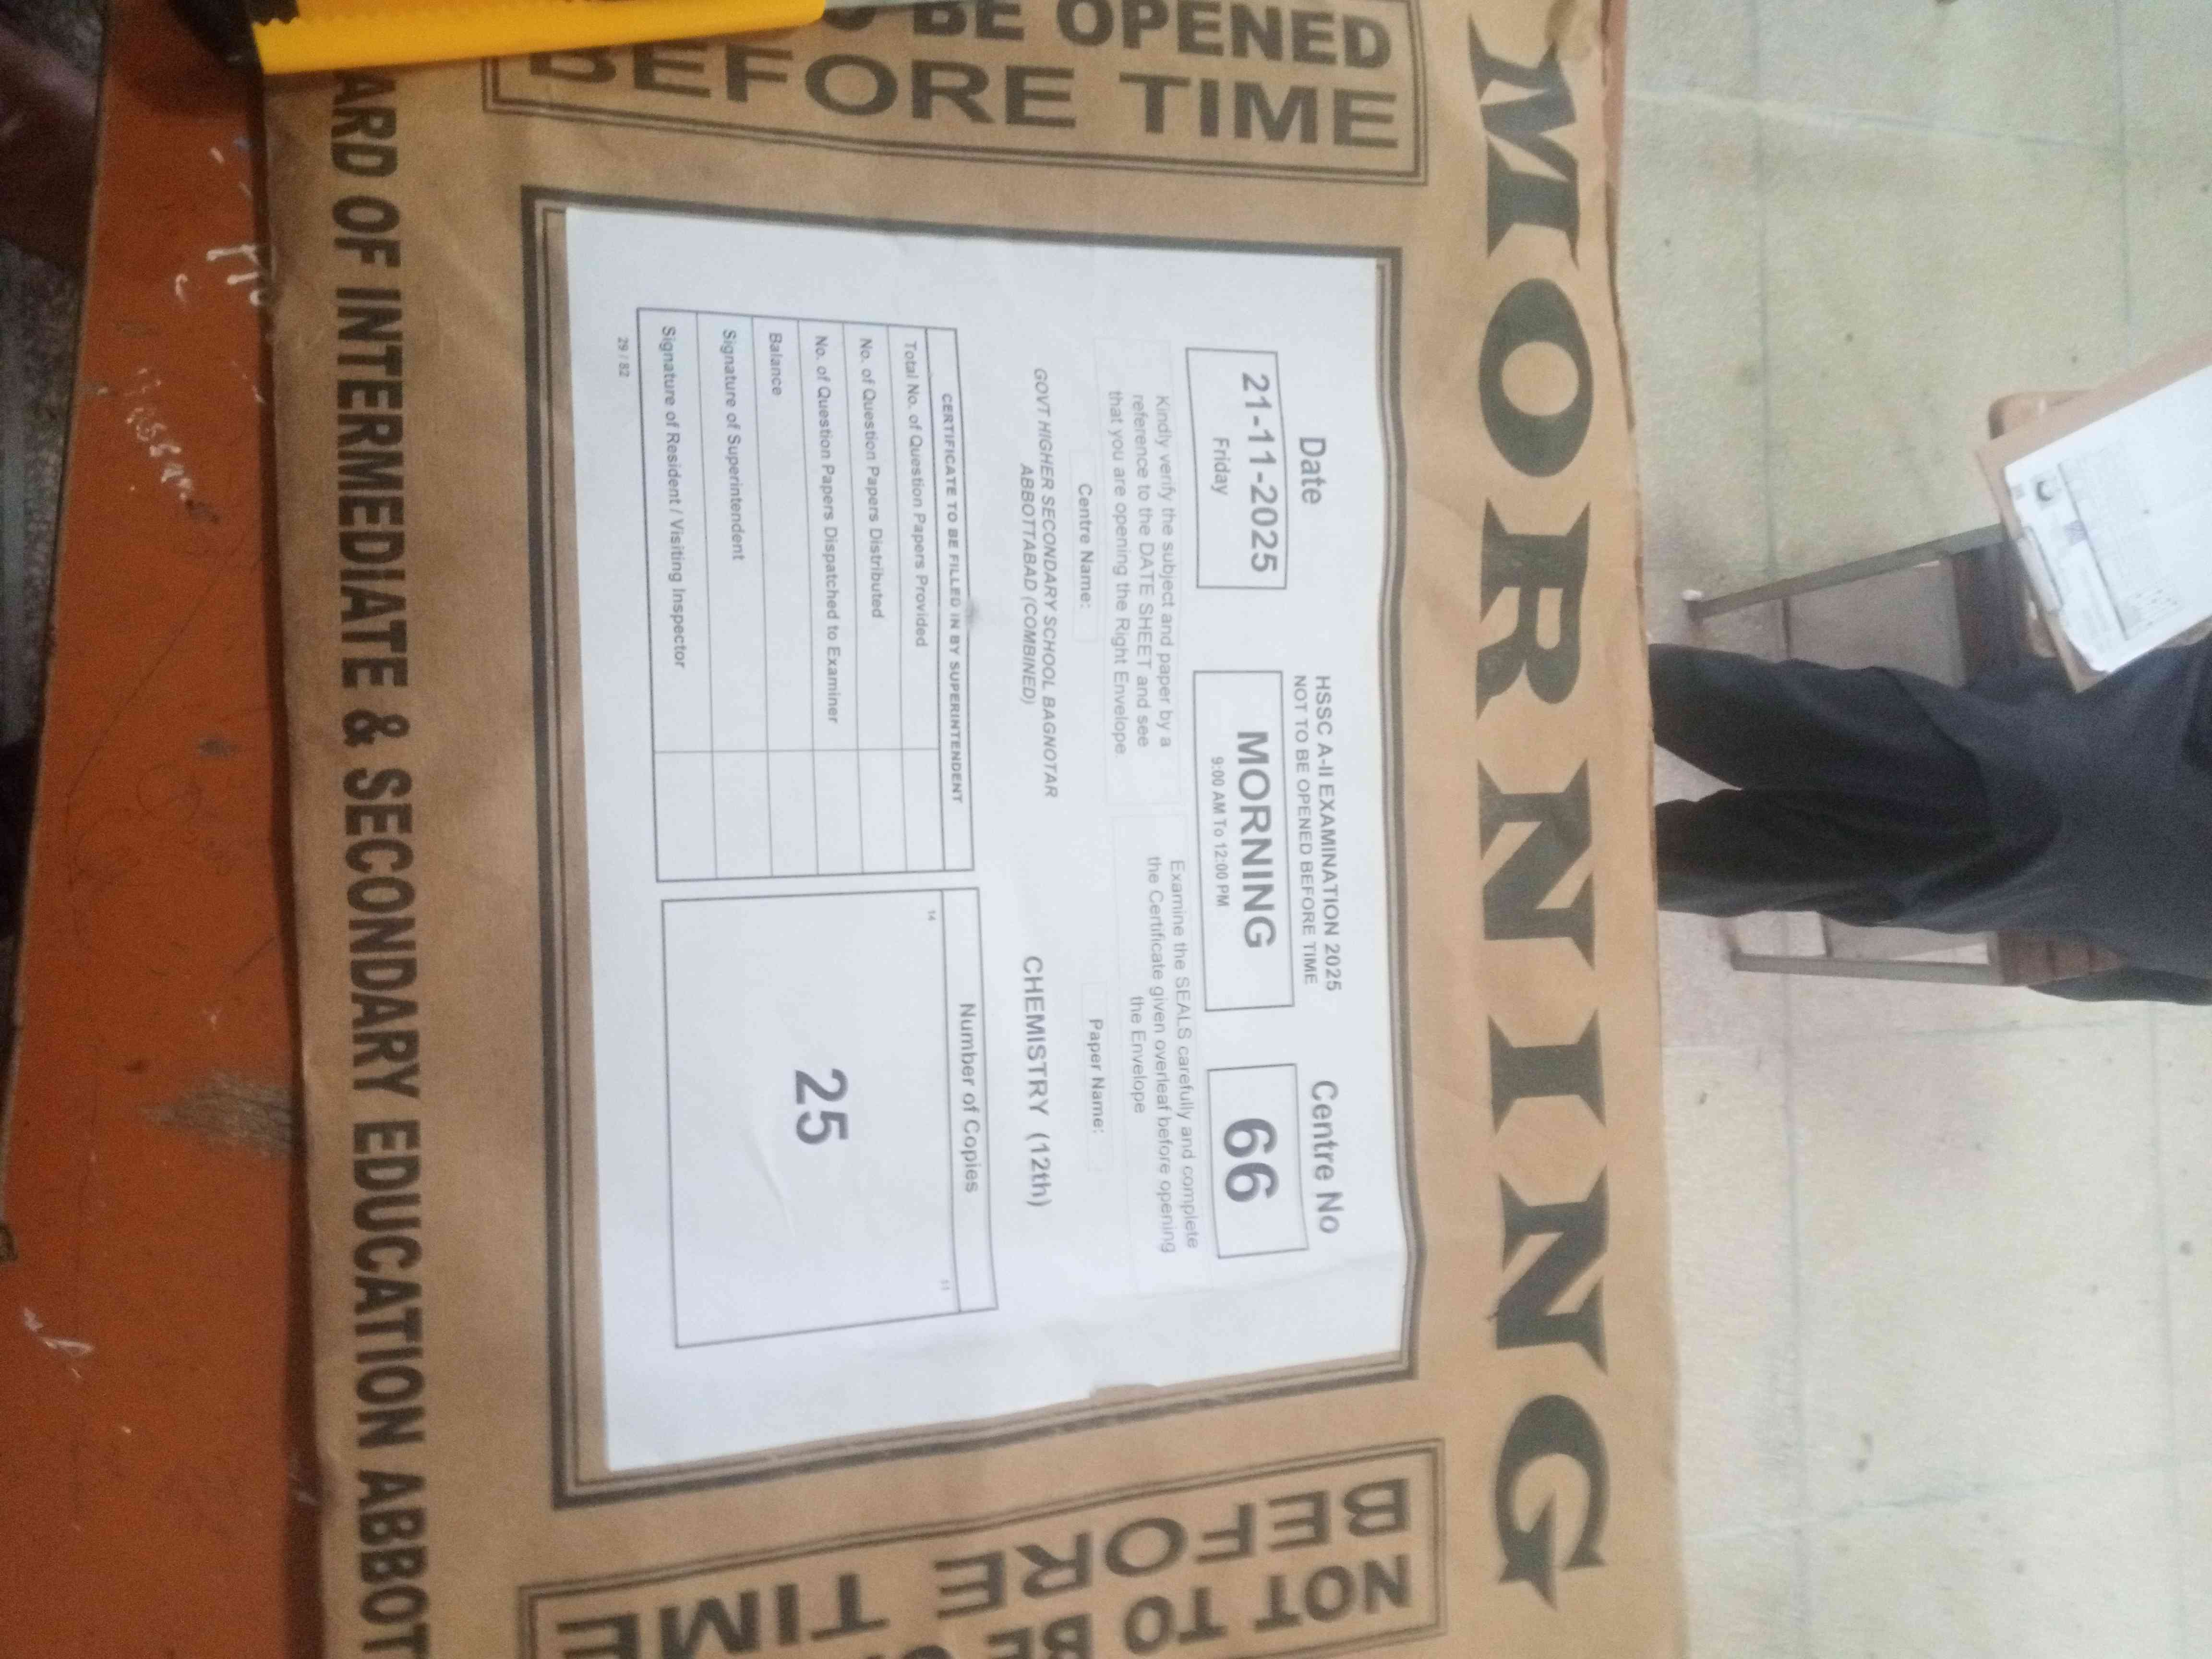 MORNING
BE OPENED
BEFORE TIME
Date
21-11-2025
Friday
HSSC A-II EXAMINATION 2025
NOT TO BE OPENED BEFORE TIME
MORNING
9:00 AM To 12:00 PM
Centre No
66
Kindly verify the subject and paper by a
reference to the DATE SHEET and see
that you are opening the Right Envelope.
Examine the SEALS carefully and complete
the Certificate given overleaf before opening
the Envelope
Centre Name:
GOVT HIGHER SECONDARY SCHOOL BAGNOTAR
ABBOTTABAD (COMBINED)
Paper Name:
CHEMISTRY (12th)
CERTIFICATE TO BE FILLED IN BY SUPERINTENDENT
Total No. of Question Papers Provided
No. of Question Papers Distributed
No. of Question Papers Dispatched to Examiner
Balance
Signature of Superintendent
Signature of Resident / Visiting Inspector
29 / 82
Number of Copies
14
11
25
NOT TO BE
BEFORE TIME
ARD OF INTERMEDIATE & SECONDARY EDUCATION ABBOT